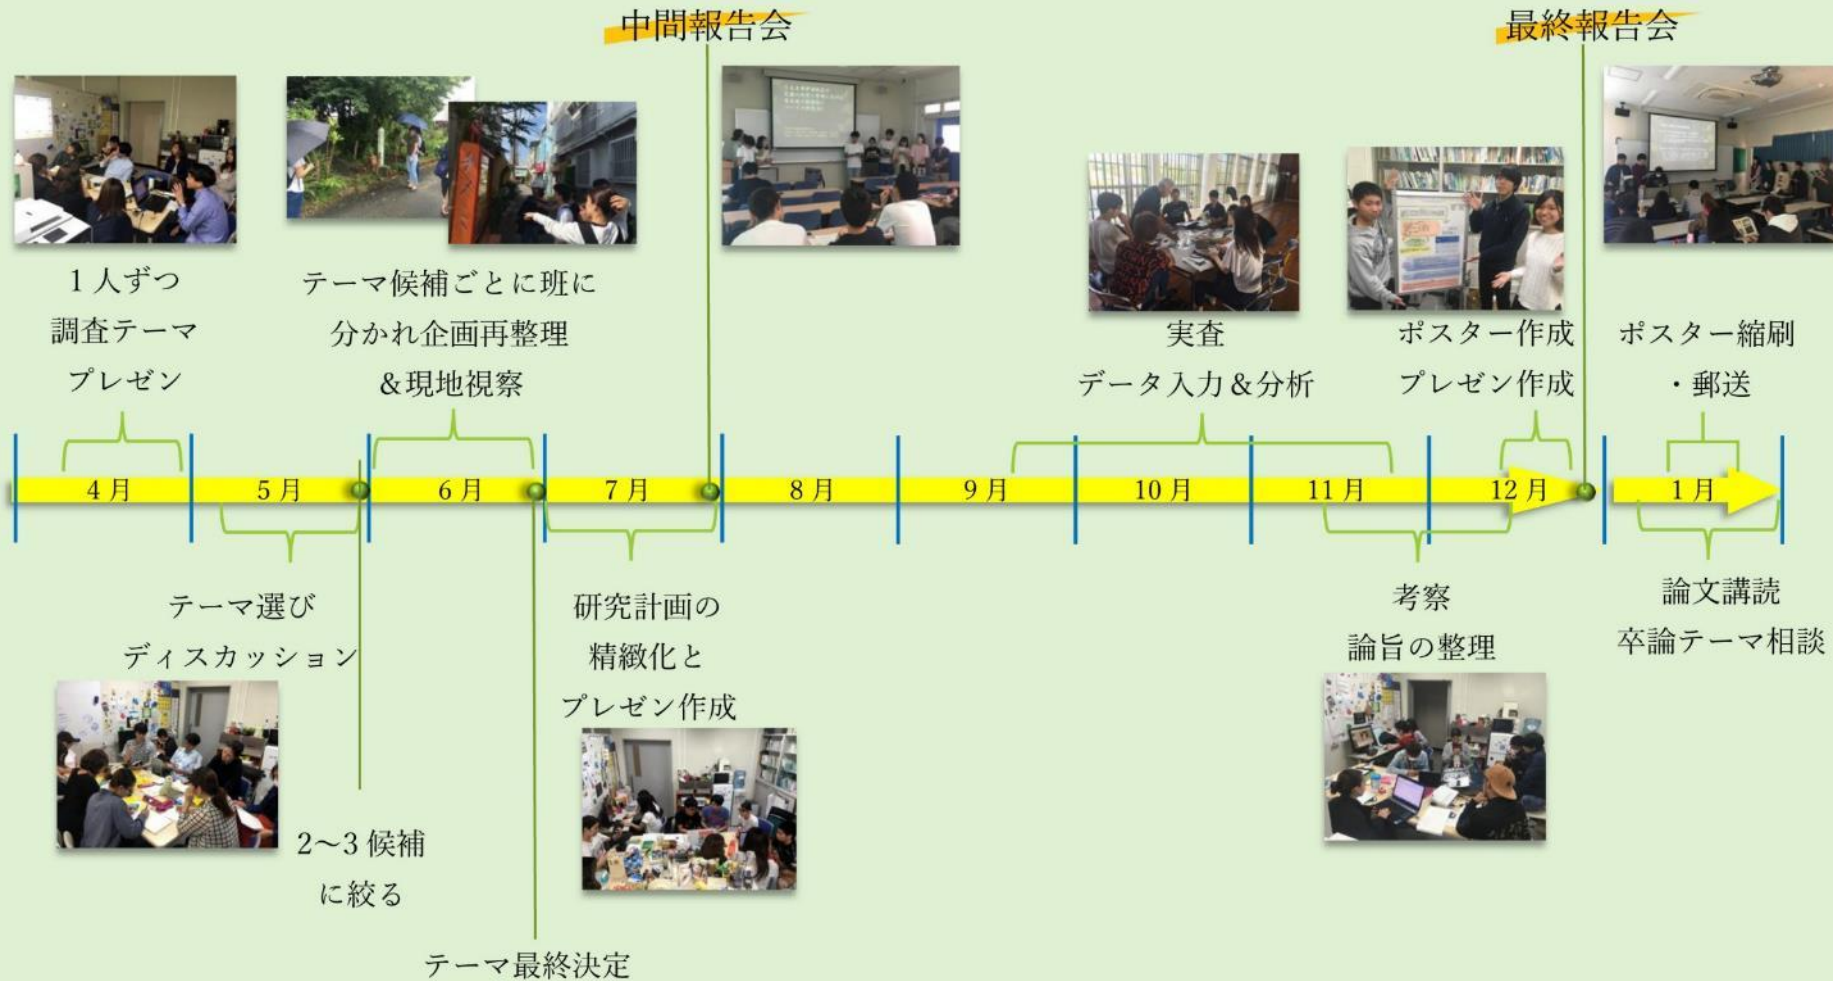 中間報告会
最終報告会
1人ずつ
調査テーマ
プレゼン
テーマ候補ごとに班に
分かれ企画再整理
&現地視察
実査
データ入力&分析
ポスター作成
プレゼン作成
ポスター縮刷
・郵送
4月
5月
6月
7月
8月
9月
10月
11月
12月
1月
テーマ選び
ディスカッション
2〜3候補
に絞る
テーマ最終決定
研究計画の
精緻化と
プレゼン作成
考察
論旨の整理
論文講読
卒論テーマ相談